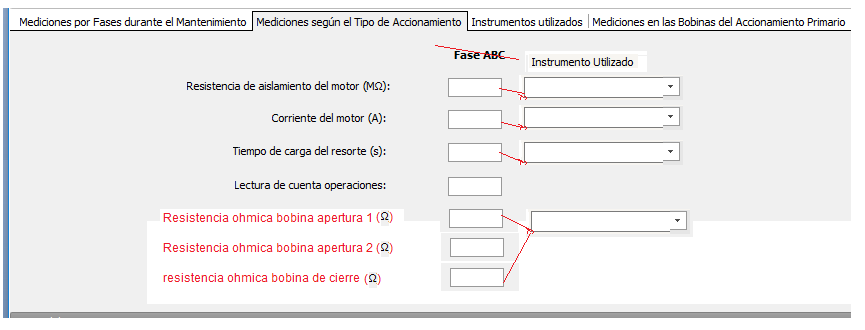 Mediciones por Fases durante el Mantenimiento Mediciones según el Tipo de Accionamiento Instrumentos utilizados Mediciones en las Bobinas del Accionamiento Primario
Fase ABC
Instrumento Utilizado
Resistencia de aislamiento del motor (MΩ):
Corriente del motor (A):
Tiempo de carga del resorte (s):
Lectura de cuenta operaciones:
Resistencia ohmica bobina apertura 1 (Ω)
Resistencia ohmica bobina apertura 2 (Ω)
resistencia ohmica bobina de cierre (Ω)